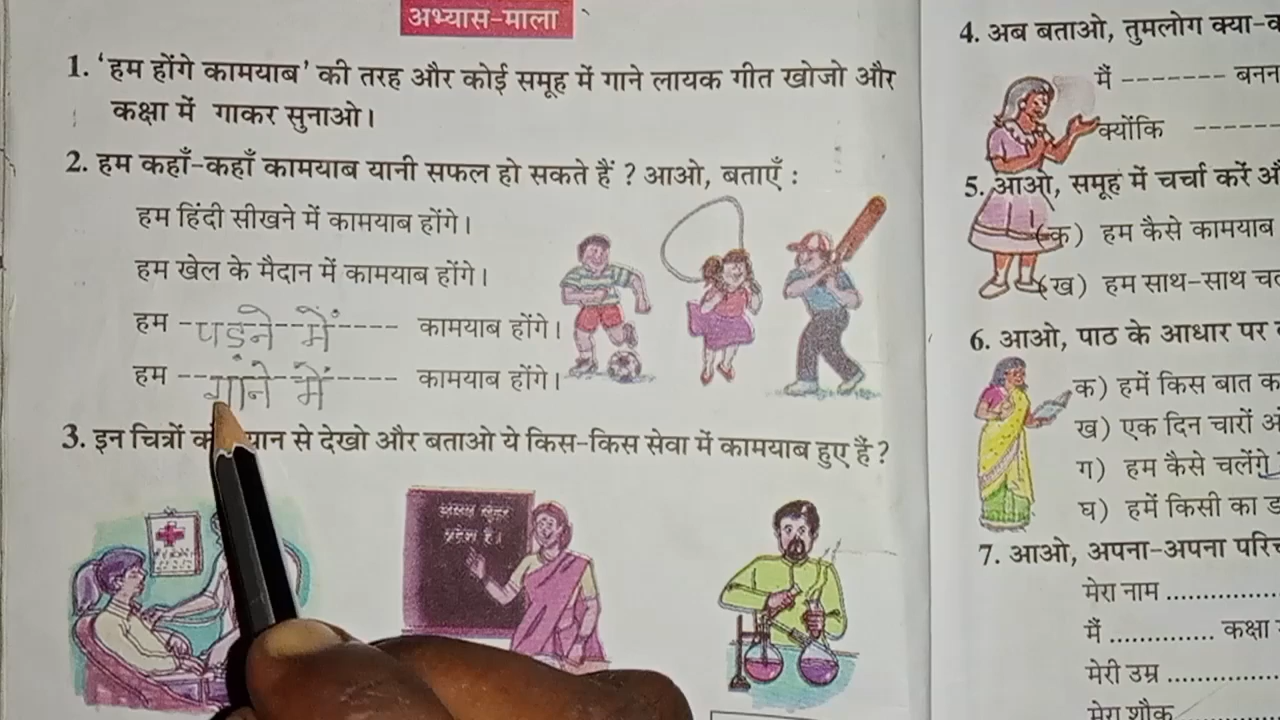 अभ्यास-माला
1. 'हम होंगे कामयाब' की तरह और कोई समूह में गाने लायक गीत खोजो और
कक्षा में गाकर सुनाओ।
2. हम कहाँ-कहाँ कामयाब यानी सफल हो सकते हैं ? आओ, बताएँ :
हम हिंदी सीखने में कामयाब होंगे।
हम खेल के मैदान में कामयाब होंगे।
हम पड़ने में कामयाब होंगे।
हम गाने में कामयाब होंगे।
3. इन चित्रों को से देखो और बताओ ये किस-किस सेवा में कामयाब हुए हैं ?
4. अब बताओ, तुमलोग
मैं ------- 
क्योंकि -----
5. आओ, समूह में चर्चा करें
(क) हम कैसे कामयाब
(ख) हम साथ-साथ
6. आओ, पाठ के आधार पर
क) हमें किस बात
ख) एक दिन चारों
ग) हम कैसे चलेंगे
घ) हमें किसी का
7. आओ, अपना-अपना
मेरा नाम ...............
मैं .............. कक्षा
मेरी उम्र ...............
मेरा शौक